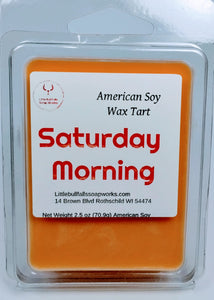 American Soy
Wax Tart
Saturday
Morning
Littlebullfallssoapworks.com
14 Brown Blvd Rothschild WI 54474
Net Weight 2.5 oz (70.9g) American Soy